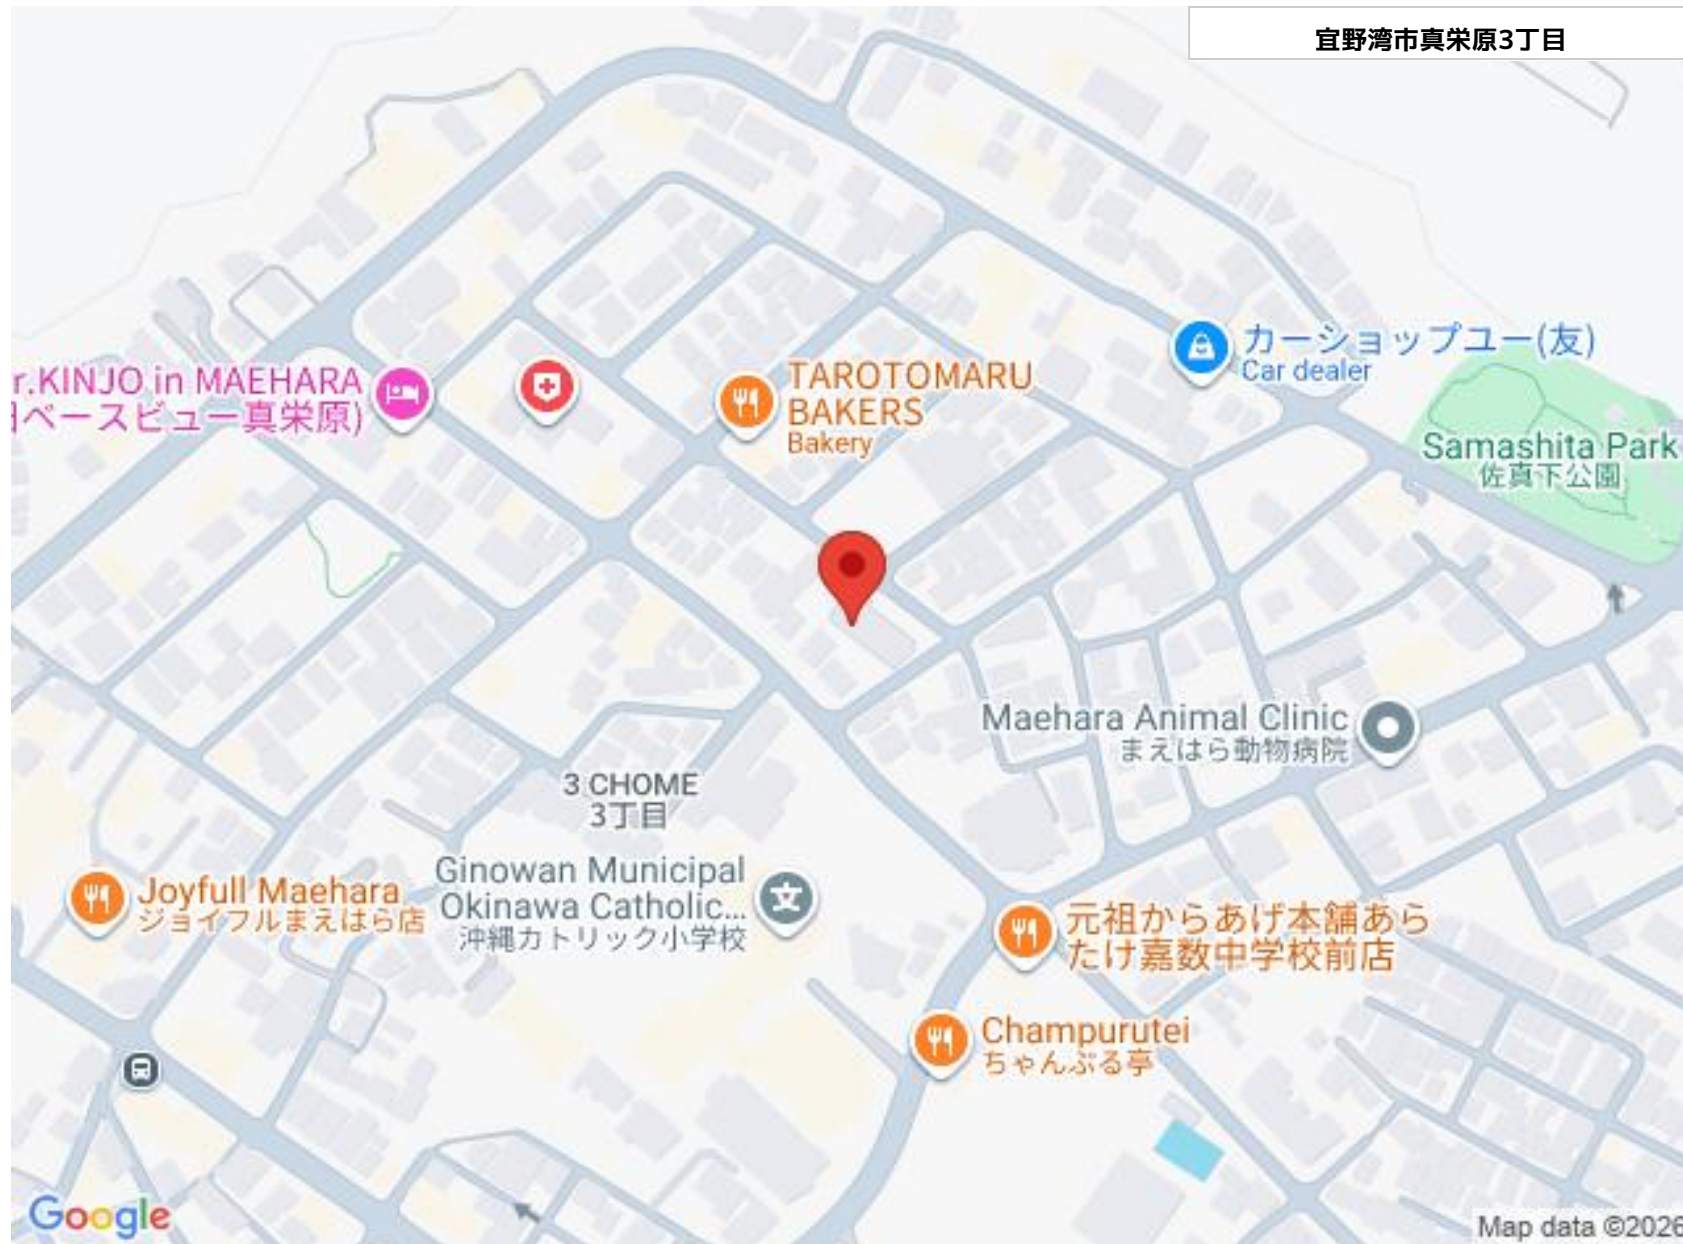 宜野湾市真栄原3丁目
カーショップユー(友)
Car dealer
r.KINJO in MAEHARA
ベースビュー真栄原)
TAROTOMARU
BAKERS
Bakery
Samashita Park
佐真下公園
Maehara Animal Clinic
まえはら動物病院
3 CHOME
3丁目
Ginowan Municipal
Okinawa Catholic...
沖縄カトリック小学校
文
Joyfull Maehara
ジョイフルまえはら店
元祖からあげ本舗あら
たけ嘉数中学校前店
Champurutei
ちゃんぷる亭
Google
Map data ©2026